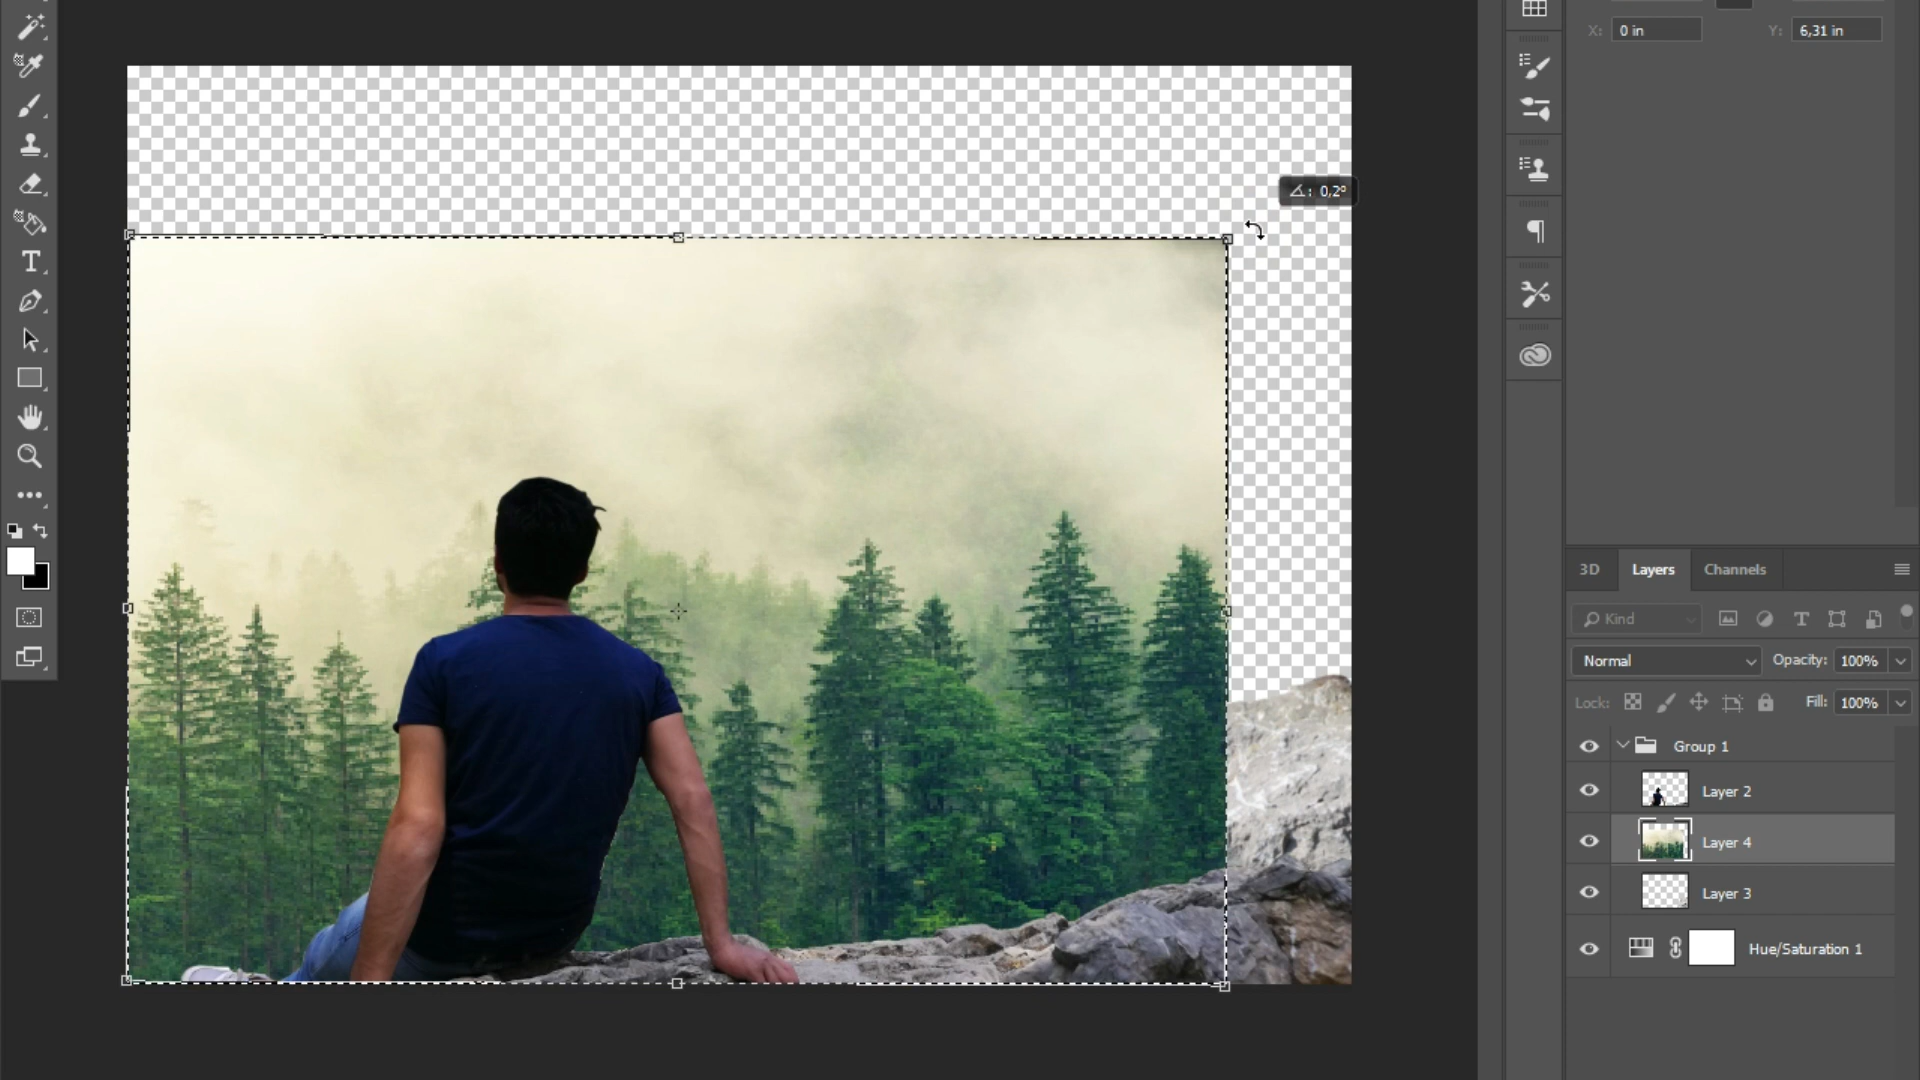 X: 0 in Y: 6,31 in
: 0,2°
3D Layers Channels
Kind
Normal Opacity: 100%
Lock: Fill: 100%
Group 1
Layer 2
Layer 4
Layer 3
Hue/Saturation 1